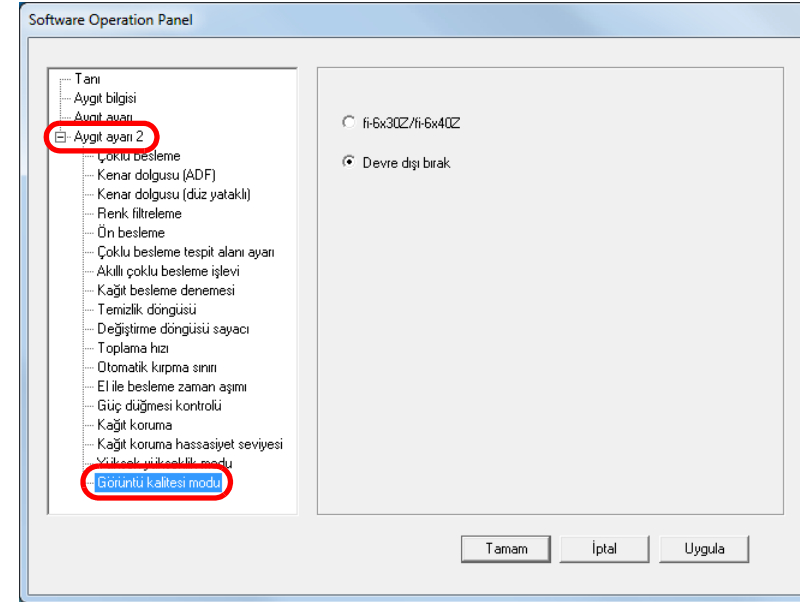 Software Operation Panel
Tanı
Aygıt bilgisi
Aygıt ayarı
Aygıt ayarı 2
Çoklu besleme
Kenar dolgusu (ADF)
Kenar dolgusu (düz yataklı)
Renk filtreleme
Ön besleme
Çoklu besleme tespit alanı ayarı
Akıllı çoklu besleme işlevi
Kağıt besleme denemesi
Temizlik döngüsü
Değiştirme döngüsü sayacı
Toplama hızı
Otomatik kırpma sınırı
El ile besleme zaman aşımı
Güç düğmesi kontrolü
Kağıt koruma
Kağıt koruma hassasiyet seviyesi
Yüksek yükseklik modu
Görüntü kalitesi modu
fi-6x30Z/fi-6x40Z
Devre dışı bırak
Tamam
İptal
Uygula